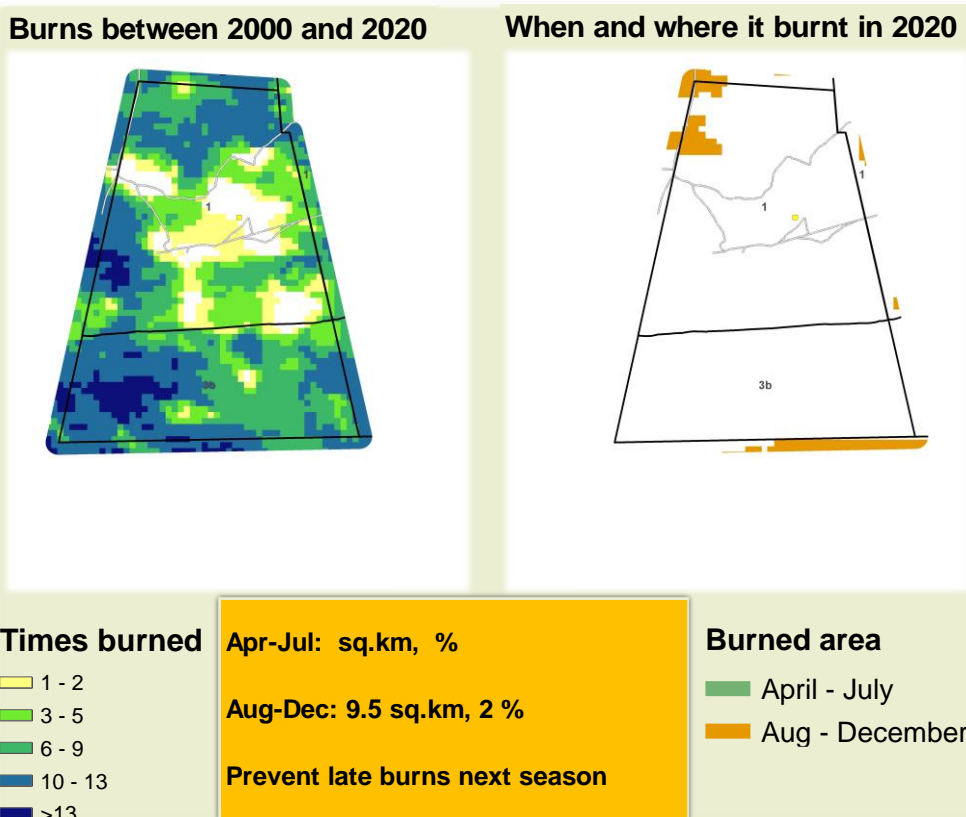 Burns between 2000 and 2020
When and where it burnt in 2020
1
1
3b
1
1
3b
Times burned
1 - 2
3 - 5
6 - 9
10 - 13
>13
Apr-Jul: sq.km, %
Aug-Dec: 9.5 sq.km, 2 %
Prevent late burns next season
Burned area
April - July
Aug - December